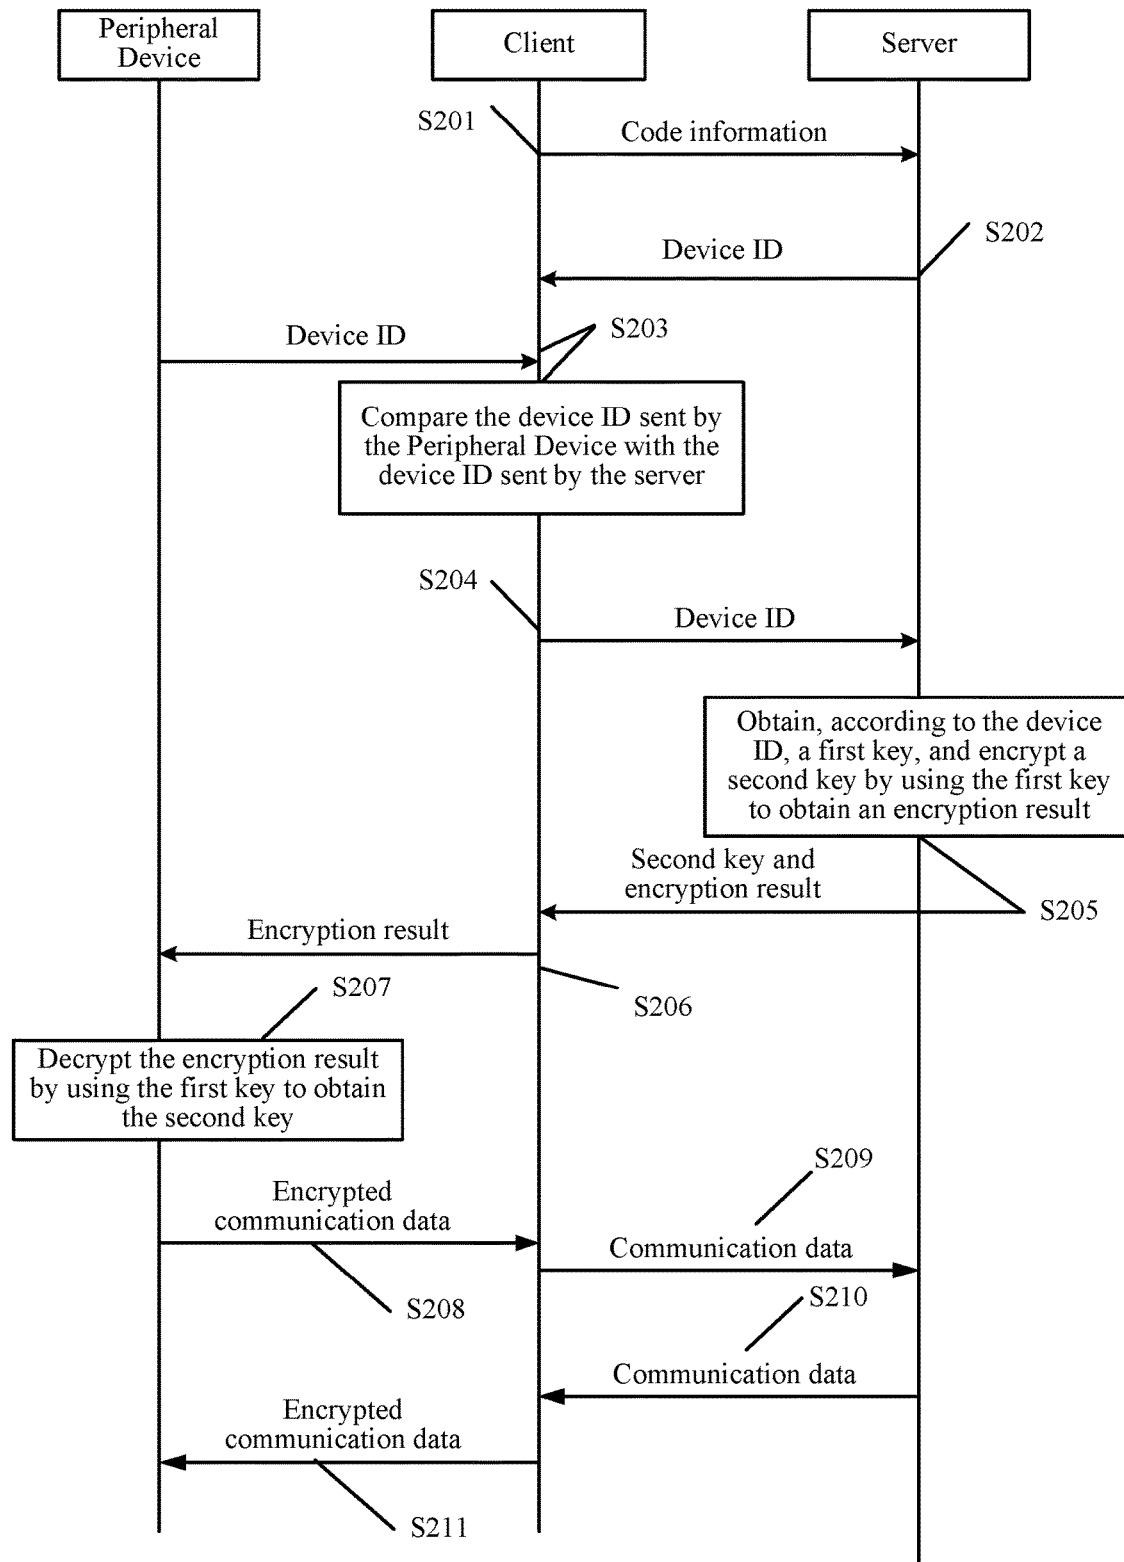 Peripheral
Device
Client
Server
S201
Code information
S202
Device ID
Device ID
S203
Compare the device ID sent by
the Peripheral Device with the
device ID sent by the server
S204
Device ID
Obtain, according to the device
ID, a first key, and encrypt a
second key by using the first key
to obtain an encryption result
Second key and
encryption result
S205
Encryption result
S206
S207
Decrypt the encryption result
by using the first key to obtain
the second key
S209
Encrypted
communication data
Communication data
S208
S210
Communication data
Encrypted
communication data
S211